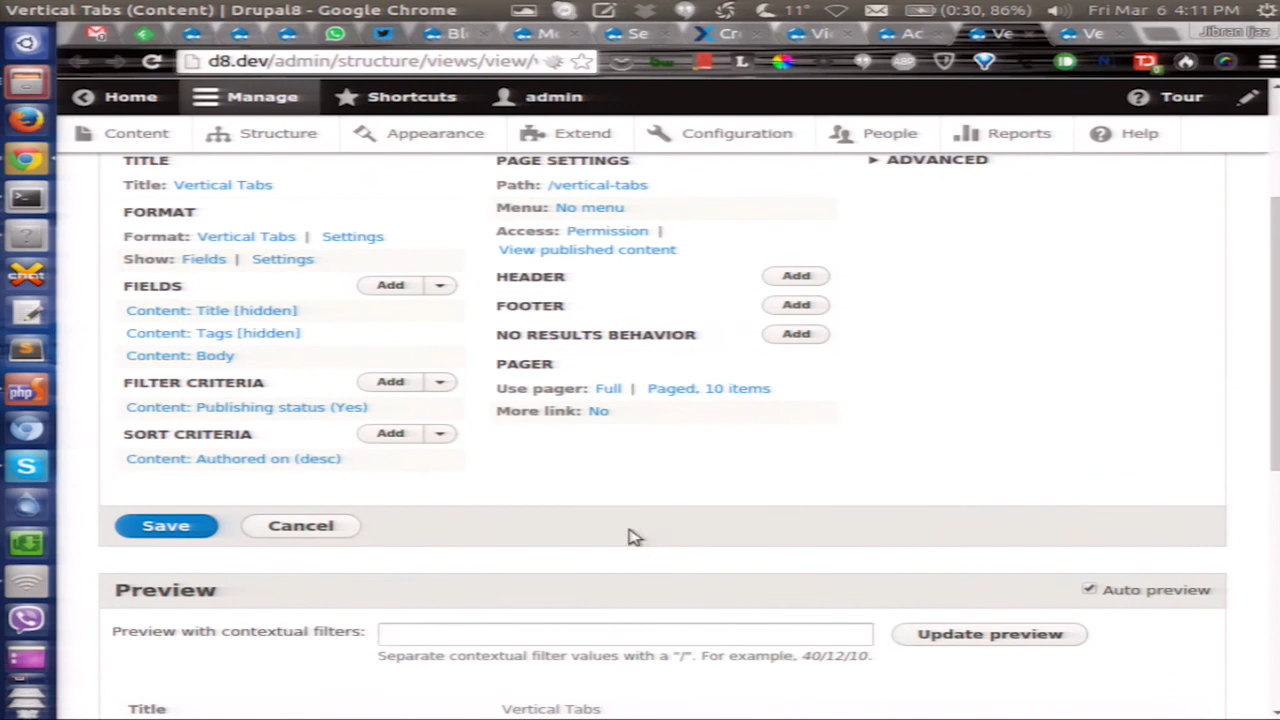 Vertical Tabs (Content) | Drupal8 - Google Chrome
11°
(0:30, 86%)
Fri Mar 6 4:11 PM
Jibran Ijaz
d8.dev/admin/structure/views/view/
Home
Manage
Shortcuts
admin
Tour
Content
Structure
Appearance
Extend
Configuration
People
Reports
Help
TITLE
Title: Vertical Tabs
FORMAT
Format: Vertical Tabs | Settings
Show: Fields | Settings
FIELDS
Add
Content: Title [hidden]
Content: Tags [hidden]
Content: Body
FILTER CRITERIA
Add
Content: Publishing status (Yes)
SORT CRITERIA
Add
Content: Authored on (desc)
PAGE SETTINGS
Path: /vertical-tabs
Menu: No menu
Access: Permission |
View published content
HEADER
Add
FOOTER
Add
NO RESULTS BEHAVIOR
Add
PAGER
Use pager: Full | Paged, 10 items
More link: No
ADVANCED
Save
Cancel
Preview
Auto preview
Preview with contextual filters:
Update preview
Separate contextual filter values with a "/". For example, 40/12/10.
Title
Vertical Tabs